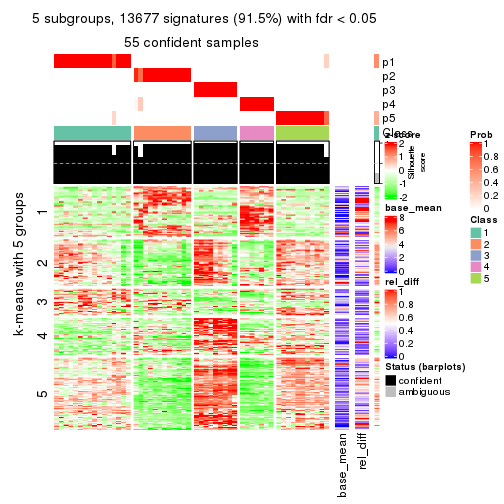 5 subgroups, 13677 signatures (91.5%) with fdr < 0.05
55 confident samples
p1
p2
p3
p4
p5
Class
z-score
2
1
0
-1
-2
Silhouette
score
Prob
1
0.8
0.6
0.4
0.2
0
Class
1
2
3
4
5
base_mean
8
6
4
2
0
rel_diff
1
0.8
0.6
0.4
0.2
0
Status (barplots)
confident
ambiguous
k-means with 5 groups
1
2
3
4
5
base_mean
rel_diff